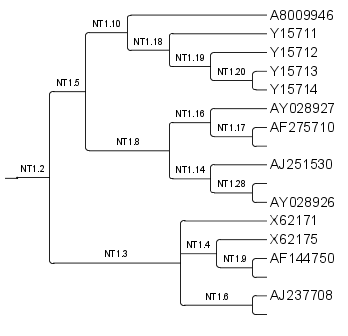 A8009946
NT1.10
Y15711
NT1.18
Y15712
NT1.19
Y15713
NT1.20
NT1.5
Y15714
AY028927
NT1.16
AF275710
NT1.17
NT1.8
AJ251530
NT1.2
NT1.14
NT1.28
AY028926
X62171
X62175
NT1.4
NT1.3
AF144750
NT1.9
AJ237708
NT1.6